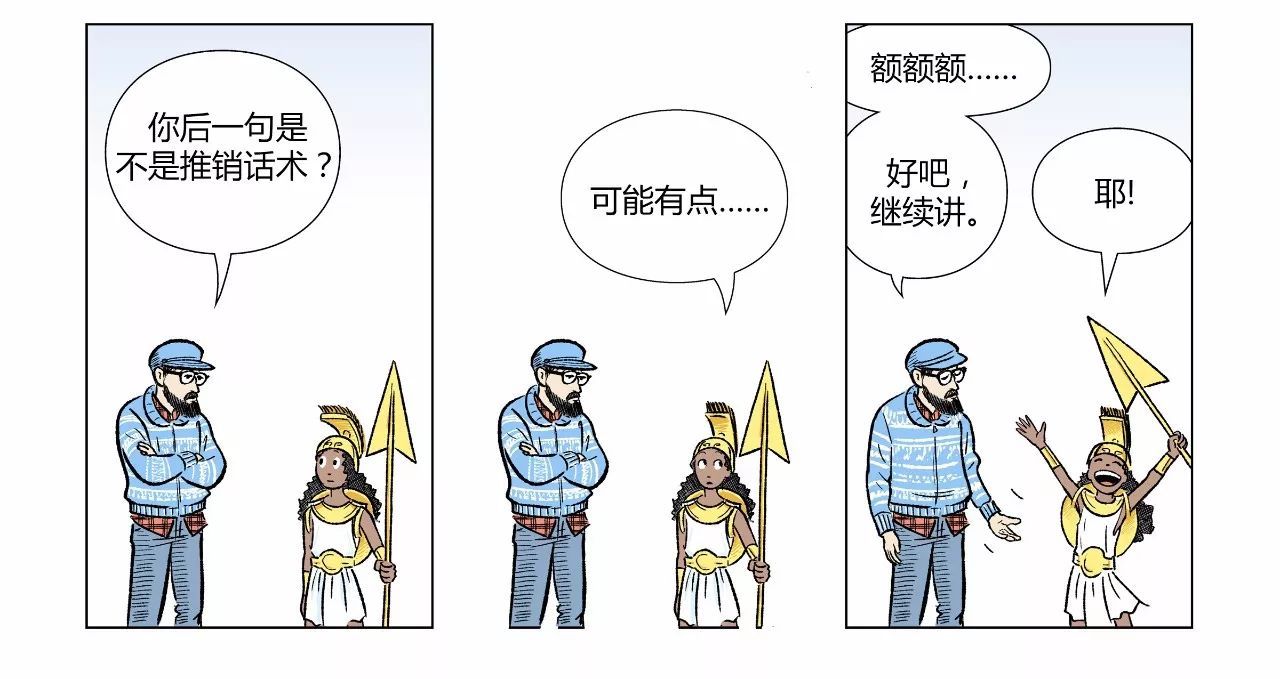 你后一句是
不是推销话术？
可能有点……
额额额……
好吧，
继续讲。
耶!